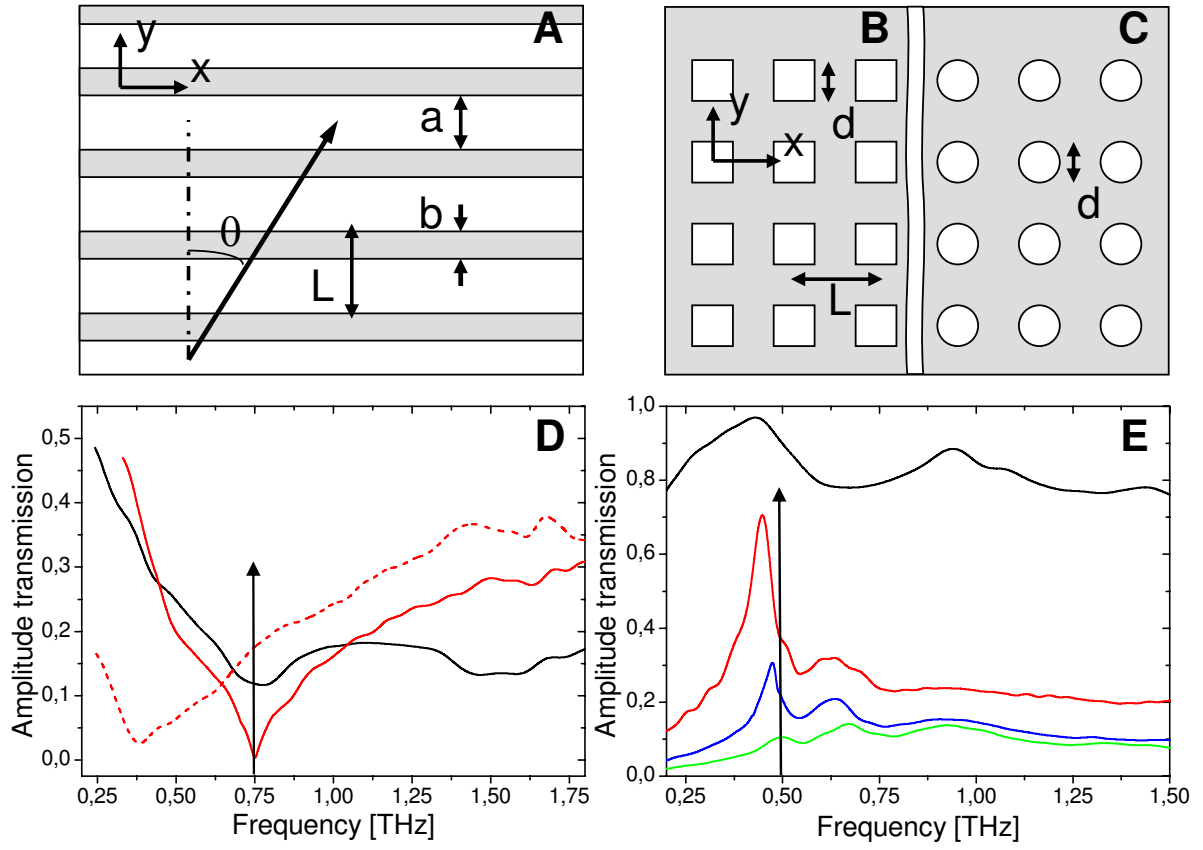 A
y
x
a
θ
b
L
B
C
d
y
x
d
L
D
Amplitude transmission
0,5
0,4
0,3
0,2
0,1
0,0
0,25 0,50 0,75 1,00 1,25 1,50 1,75
Frequency [THz]
E
Amplitude transmission
1,0
0,8
0,6
0,4
0,2
0,0
0,25 0,50 0,75 1,00 1,25 1,50
Frequency [THz]